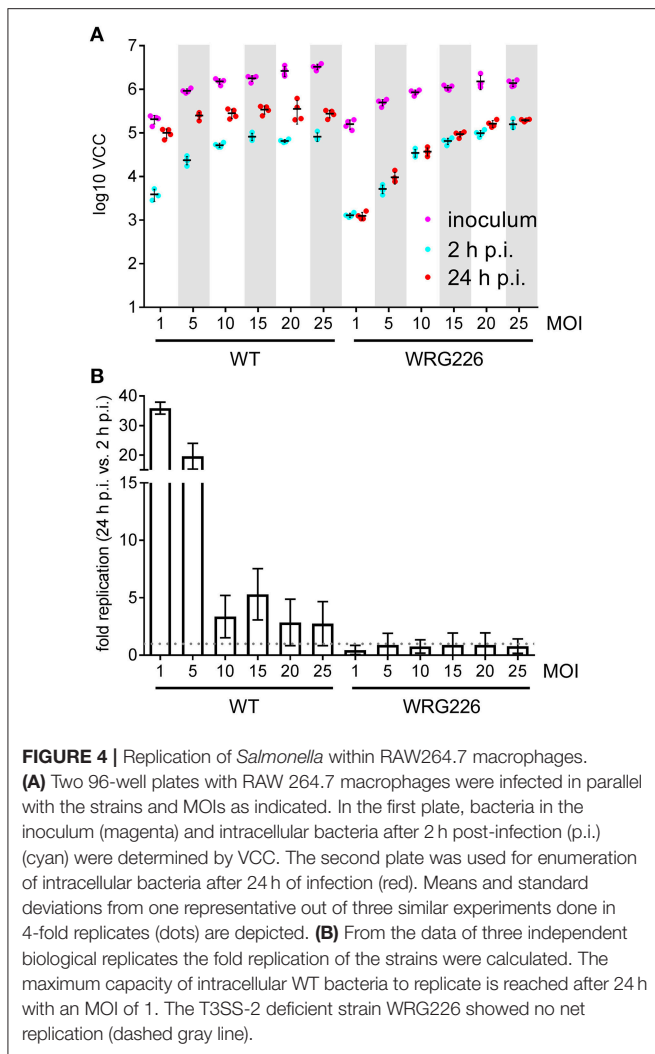 A
log10 VCC
7
6
5
4
3
2
1
inoculum
2 h p.i.
24 h p.i.
1 5 10 15 20 25 1 5 10 15 20 25 MOI
WT WRG226
B
fold replication (24 h p.i. vs. 2 h p.i.)
40
30
20
15
10
5
0
1 5 10 15 20 25 1 5 10 15 20 25 MOI
WT WRG226
FIGURE 4 | Replication of Salmonella within RAW264.7 macrophages.
(A) Two 96-well plates with RAW 264.7 macrophages were infected in parallel
with the strains and MOIs as indicated. In the first plate, bacteria in the
inoculum (magenta) and intracellular bacteria after 2 h post-infection (p.i.)
(cyan) were determined by VCC. The second plate was used for enumeration
of intracellular bacteria after 24 h of infection (red). Means and standard
deviations from one representative out of three similar experiments done in
4-fold replicates (dots) are depicted. (B) From the data of three independent
biological replicates the fold replication of the strains were calculated. The
maximum capacity of intracellular WT bacteria to replicate is reached after 24 h
with an MOI of 1. The T3SS-2 deficient strain WRG226 showed no net
replication (dashed gray line).